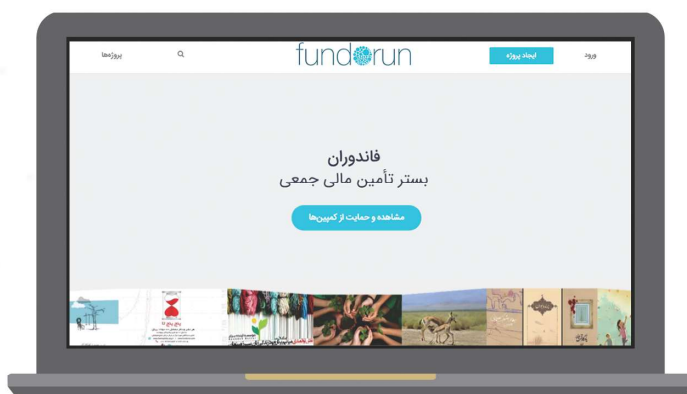 ورود
ایجاد پروژه
fundorun
پروژه‌ها
فاندوران
بستر تأمین مالی جمعی
مشاهده و حمایت از کمپین‌ها